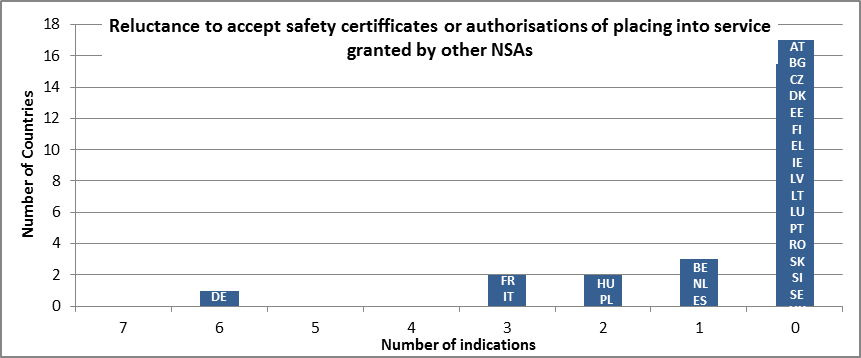 Reluctance to accept safety certifficates or authorisations of placing into service
granted by other NSAs
Number of Countries
18
16
14
12
10
8
6
4
2
0
DE
FR
IT
HU
PL
BE
NL
ES
AT
BG
CZ
DK
EE
FI
EL
IE
LV
LT
LU
PT
RO
SK
SI
SE
7 6 5 4 3 2 1 0
Number of indications